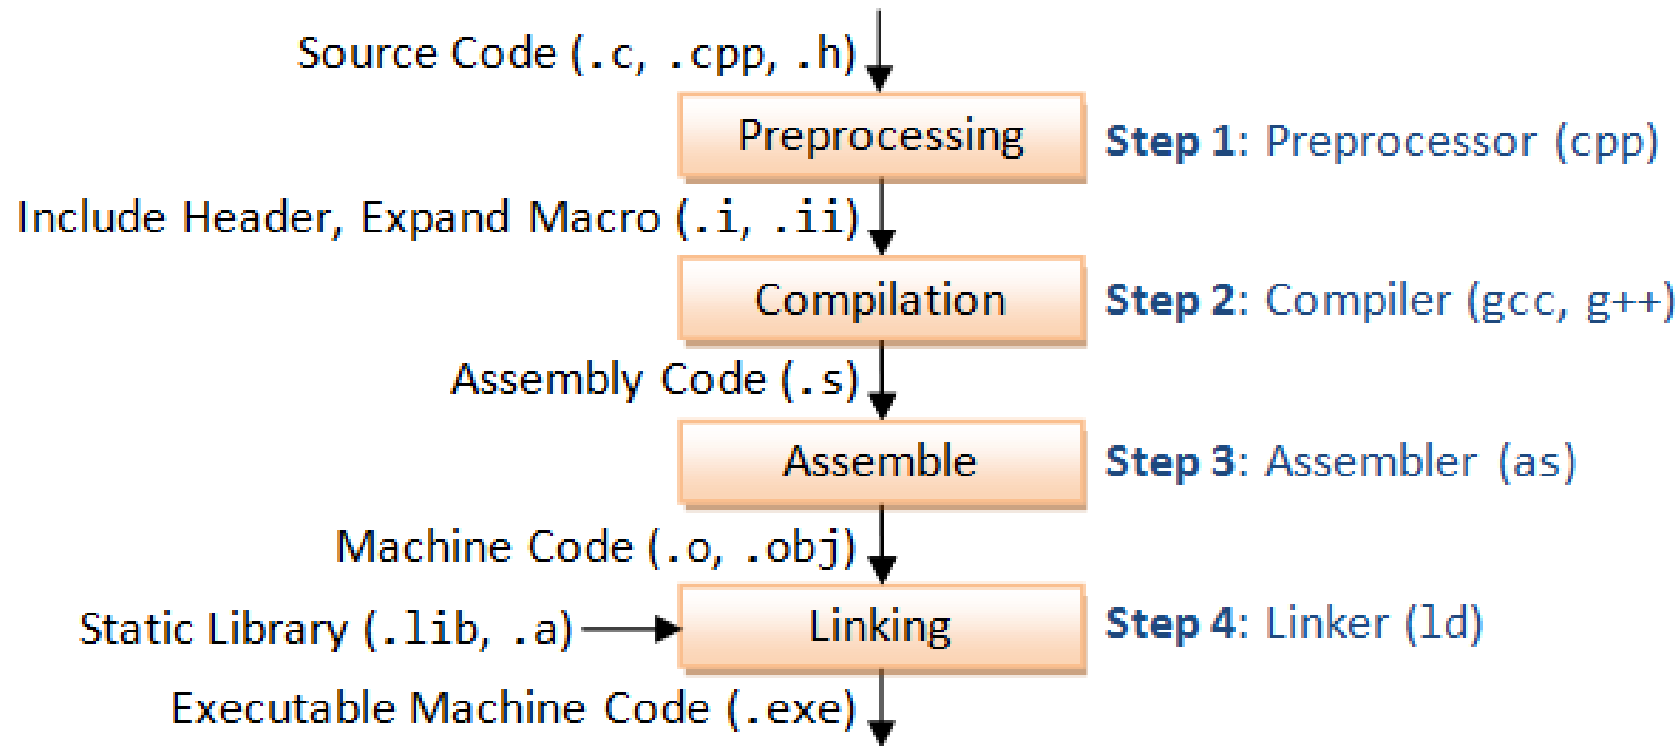 Source Code (.c, .cpp, .h)
Preprocessing
Step 1: Preprocessor (cpp)
Include Header, Expand Macro (.i, .ii)
Compilation
Step 2: Compiler (gcc, g++)
Assembly Code (.s)
Assemble
Step 3: Assembler (as)
Machine Code (.o, .obj)
Static Library (.lib, .a)
Linking
Step 4: Linker (ld)
Executable Machine Code (.exe)